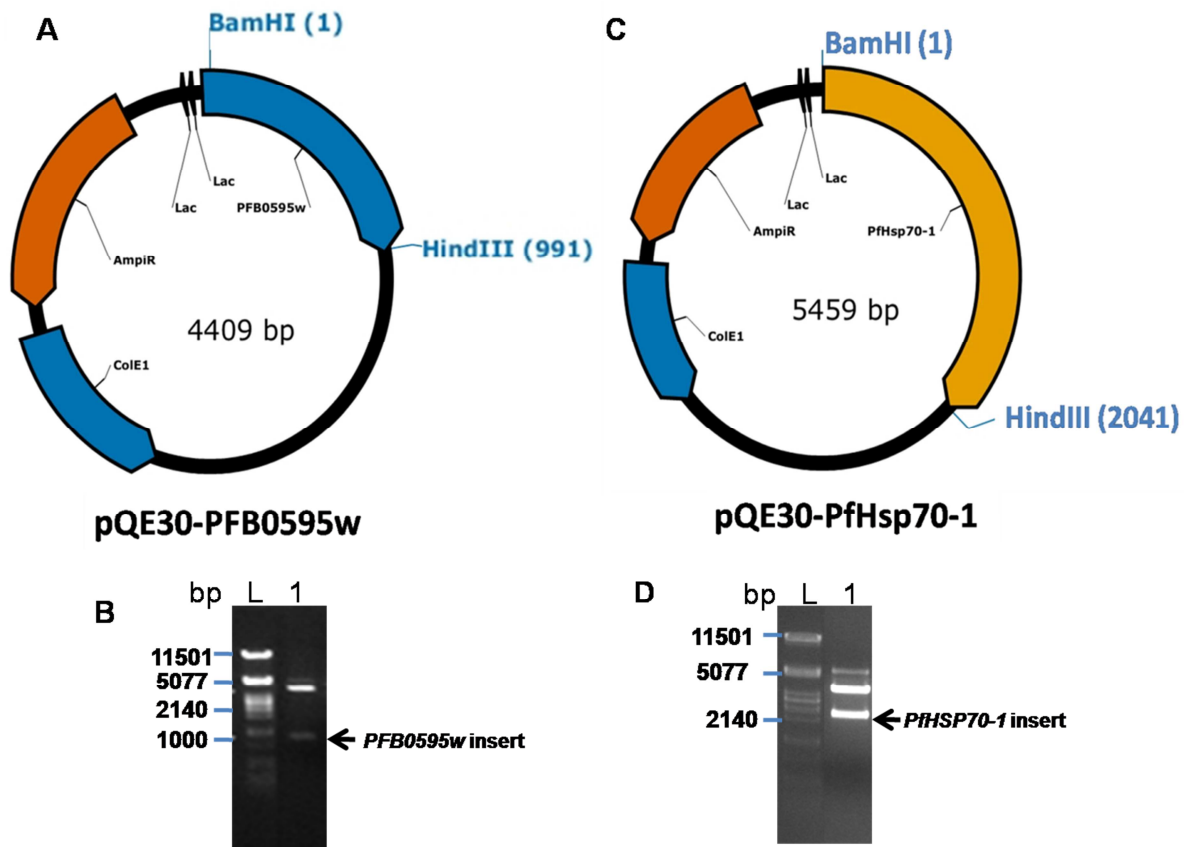 A
BamHI (1)
Lac
Lac
PFB0595w
AmpiR
HindIII (991)
4409 bp
ColE1
pQE30-PFB0595w
C
BamHI (1)
Lac
Lac
AmpiR
PfHsp70-1
5459 bp
ColE1
HindIII (2041)
pQE30-PfHsp70-1
B
bp L 1
11501
5077
2140
1000
PFB0595w insert
D
bp L 1
11501
5077
2140
PfHSP70-1 insert